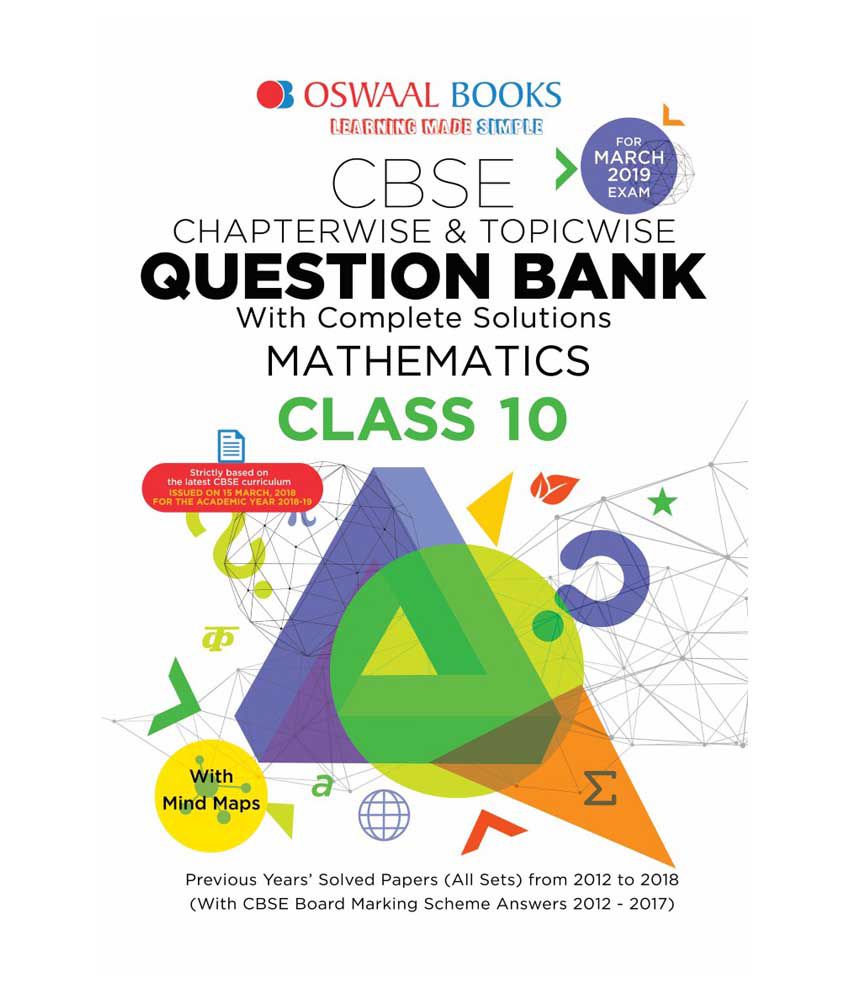 OSWAAL BOOKS
LEARNING MADE SIMPLE
FOR
MARCH
2019
EXAM
CBSE
CHAPTERWISE & TOPICWISE
QUESTION BANK
With Complete Solutions
MATHEMATICS
CLASS 10
Strictly based on
the latest CBSE curriculum
ISSUED ON 15 MARCH, 2018
FOR THE ACADEMIC YEAR 2018-19
π
?
क
With
Mind Maps
a
Σ
Previous Years' Solved Papers (All Sets) from 2012 to 2018
(With CBSE Board Marking Scheme Answers 2012 - 2017)